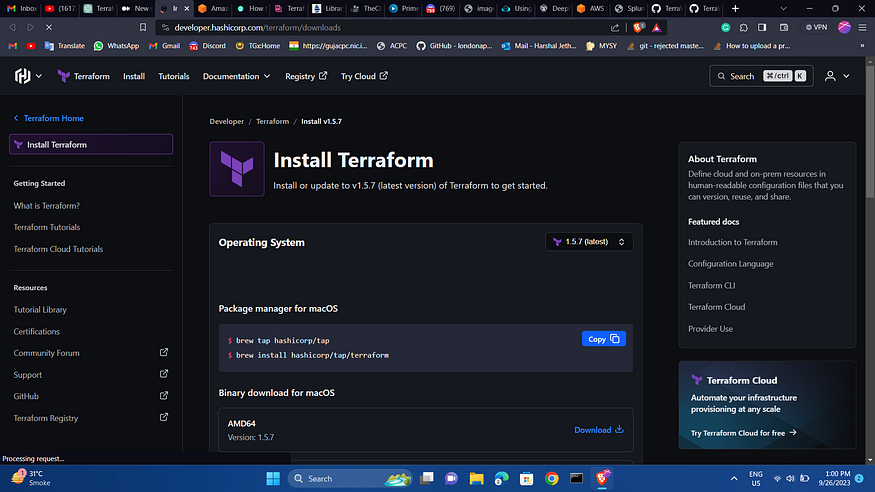 Inbox
(1617
Terraf
New
In
Amaz
How
Terraf
Librar
TheCi
(769)
Prime
imag
Using
Deep
AWS
Splun
Terra
Terra
developer.hashicorp.com/terraform/downloads
VPN
M
Translate
WhatsApp
Gmail
Discord
TGxHome
https://gujacpc.nic.i...
ACPC
GitHub - londonap...
Mail - Harshal Jeth...
MYSY
git - rejected maste...
How to upload a pr...
Terraform
Install
Tutorials
Documentation
Registry
Try Cloud
Search
⌘/ctrl
K
Terraform Home
Install Terraform
Getting Started
What is Terraform?
Terraform Tutorials
Terraform Cloud Tutorials
Resources
Tutorial Library
Certifications
Community Forum
Support
GitHub
Terraform Registry
Processing request...
Developer / Terraform / Install v1.5.7
Install Terraform
Install or update to v1.5.7 (latest version) of Terraform to get started.
Operating System
1.5.7 (latest)
Package manager for macOS
$ brew tap hashicorp/tap
$ brew install hashicorp/tap/terraform
Copy
Binary download for macOS
AMD64
Version: 1.5.7
Download
About Terraform
Define cloud and on-prem resources in
human-readable configuration files that you
can version, reuse, and share.
Featured docs
Introduction to Terraform
Configuration Language
Terraform CLI
Terraform Cloud
Provider Use
Terraform Cloud
Automate your infrastructure
provisioning at any scale
Try Terraform Cloud for free
31°C
Smoke
Search
ENG
US
1:00 PM
9/26/2023